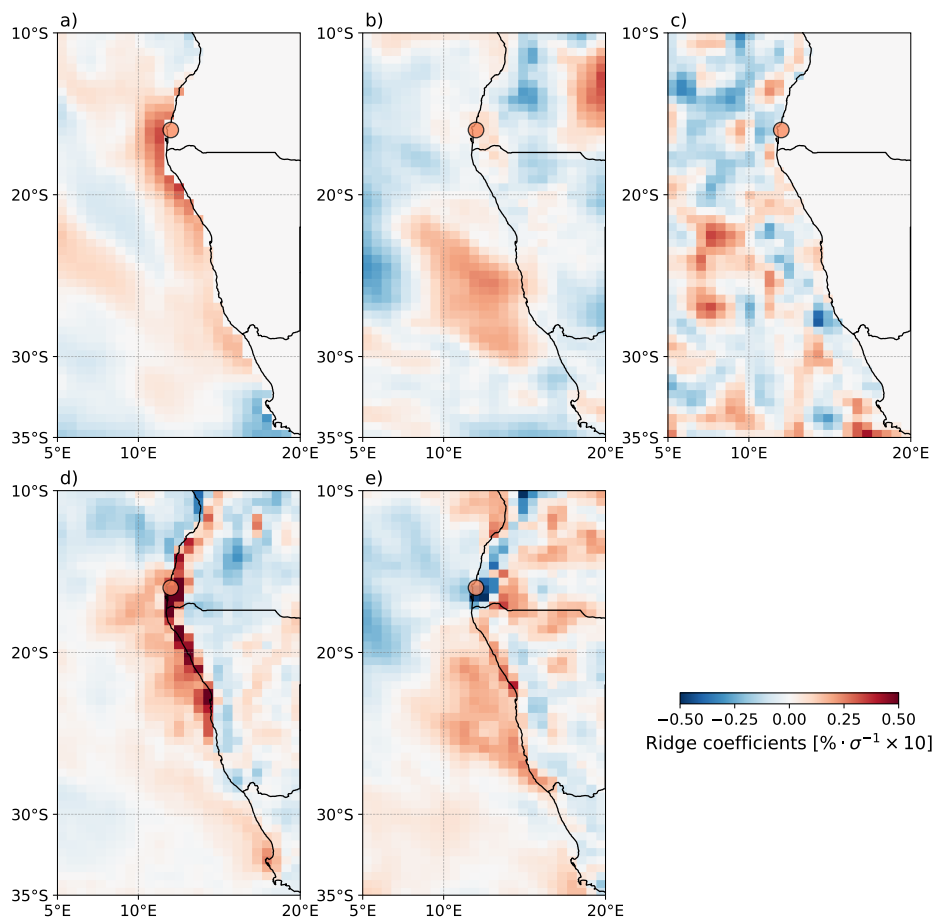 a) b) c)
10°S 10°S 10°S
20°S 20°S 20°S
30°S 30°S 30°S
35°S 35°S 35°S
5°E 10°E 20°E 5°E 10°E 20°E 5°E 10°E 20°E
d) e)
10°S 10°S
20°S 20°S
30°S 30°S
35°S 35°S
5°E 10°E 20°E 5°E 10°E 20°E
−0.50 −0.25 0.00 0.25 0.50
Ridge coefficients [% · σ⁻¹ × 10]